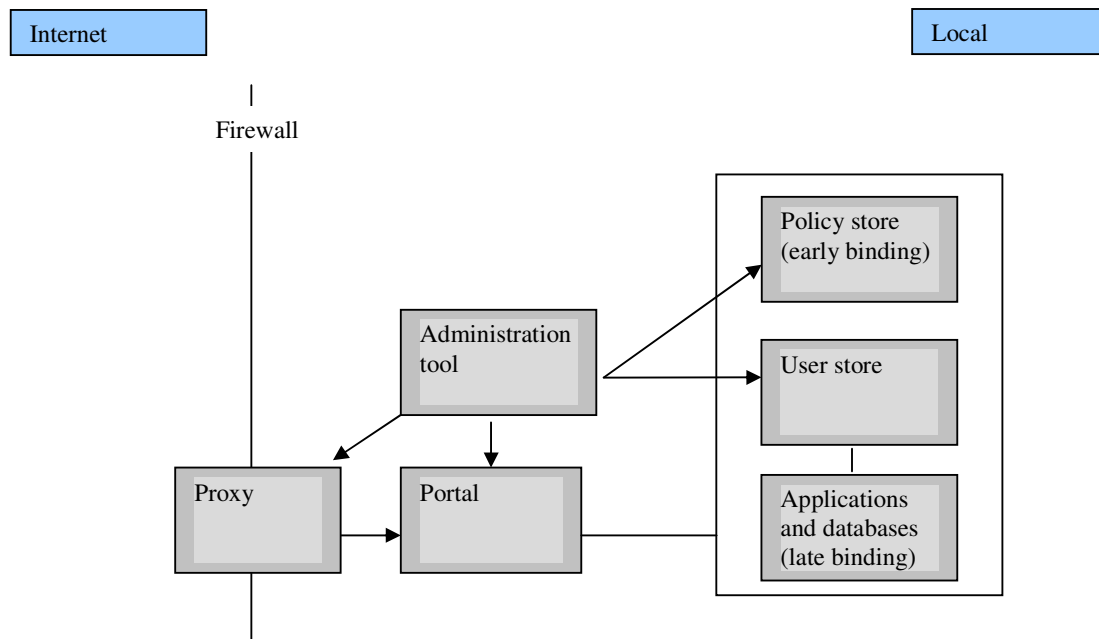 Internet
Local
Firewall
Policy store
(early binding)
Administration
tool
User store
Proxy
Portal
Applications
and databases
(late binding)